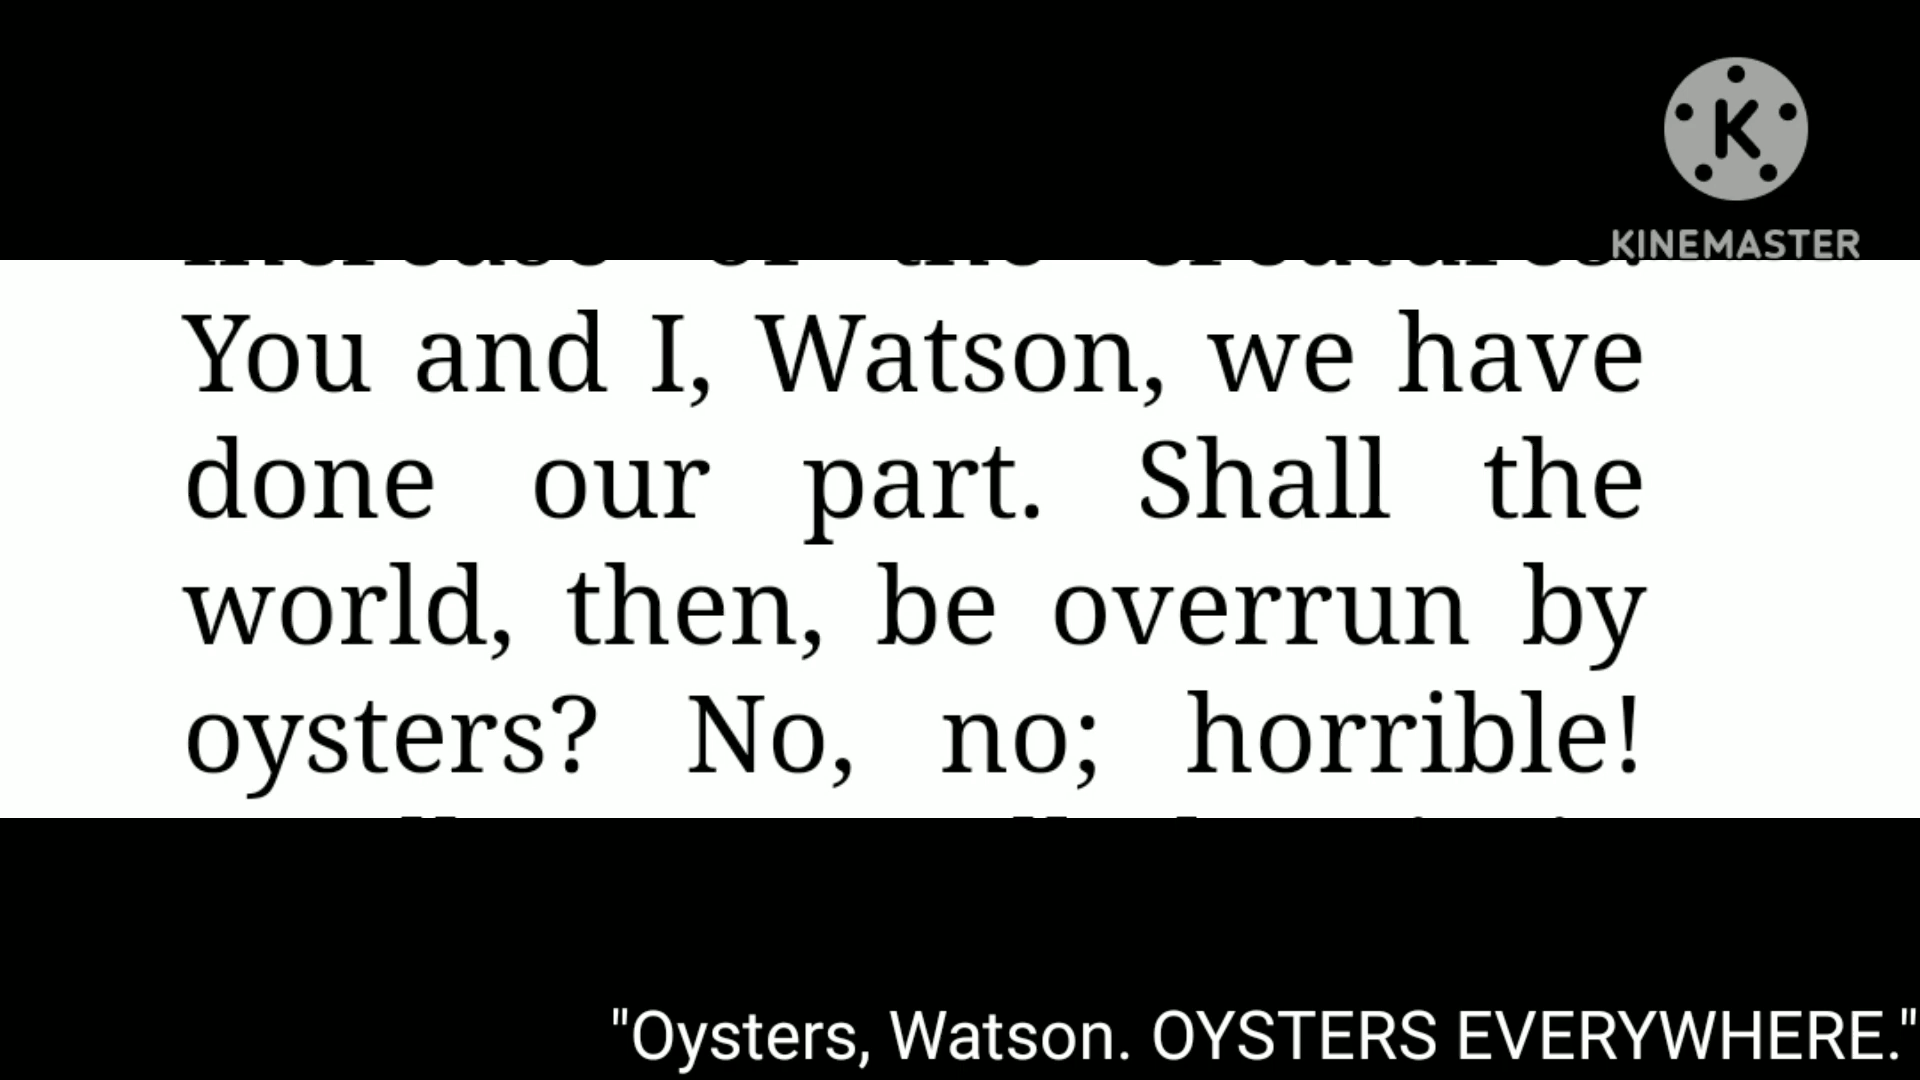 K
KINEMASTER
You and I, Watson, we have
done our part. Shall the
world, then, be overrun by
oysters? No, no; horrible!
"Oysters, Watson. OYSTERS EVERYWHERE."